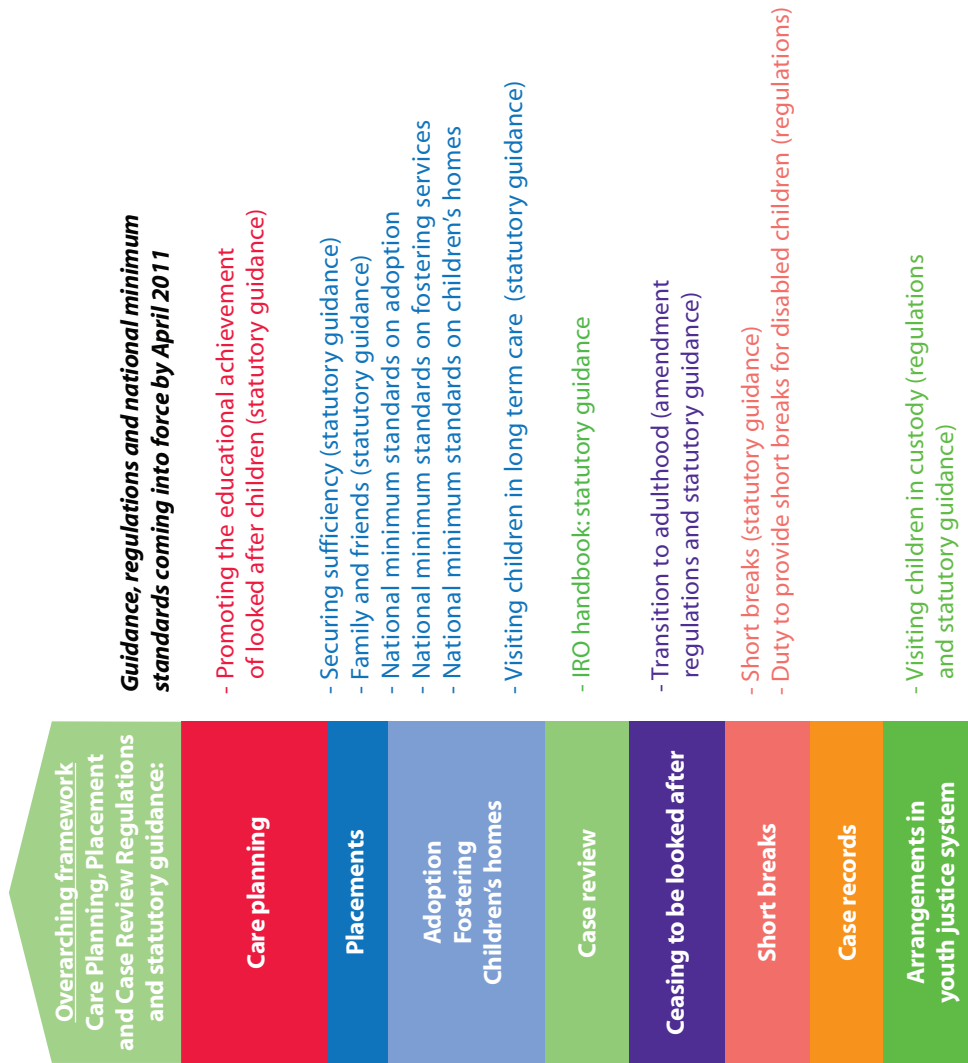 Overarching framework
Care Planning, Placement
and Case Review Regulations
and statutory guidance:
Guidance, regulations and national minimum
standards coming into force by April 2011
Care planning
- Promoting the educational achievement
of looked after children (statutory guidance)
Placements
- Securing sufficiency (statutory guidance)
- Family and friends (statutory guidance)
Adoption
Fostering
Children's homes
- National minimum standards on adoption
- National minimum standards on fostering services
- National minimum standards on children's homes
- Visiting children in long term care (statutory guidance)
Case review
- IRO handbook: statutory guidance
Ceasing to be looked after
- Transition to adulthood (amendment
regulations and statutory guidance)
Short breaks
- Short breaks (statutory guidance)
- Duty to provide short breaks for disabled children (regulations)
Case records
Arrangements in
youth justice system
- Visiting children in custody (regulations
and statutory guidance)